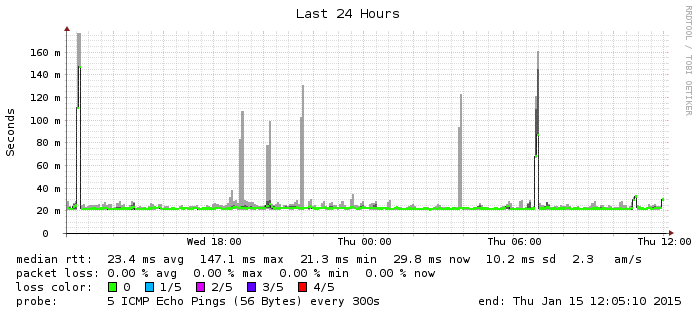 Last 24 Hours
RRDTOOL / TOBI OETIKER
Seconds
160 m
140 m
120 m
100 m
80 m
60 m
40 m
20 m
0
Wed 18:00 Thu 00:00 Thu 06:00 Thu 12:00
median rtt: 23.4 ms avg 147.1 ms max 21.3 ms min 29.8 ms now 10.2 ms sd 2.3 am/s
packet loss: 0.00 % avg 0.00 % max 0.00 % min 0.00 % now
loss color: 0 1/5 2/5 3/5 4/5
probe: 5 ICMP Echo Pings (56 Bytes) every 300s end: Thu Jan 15 12:05:10 2015